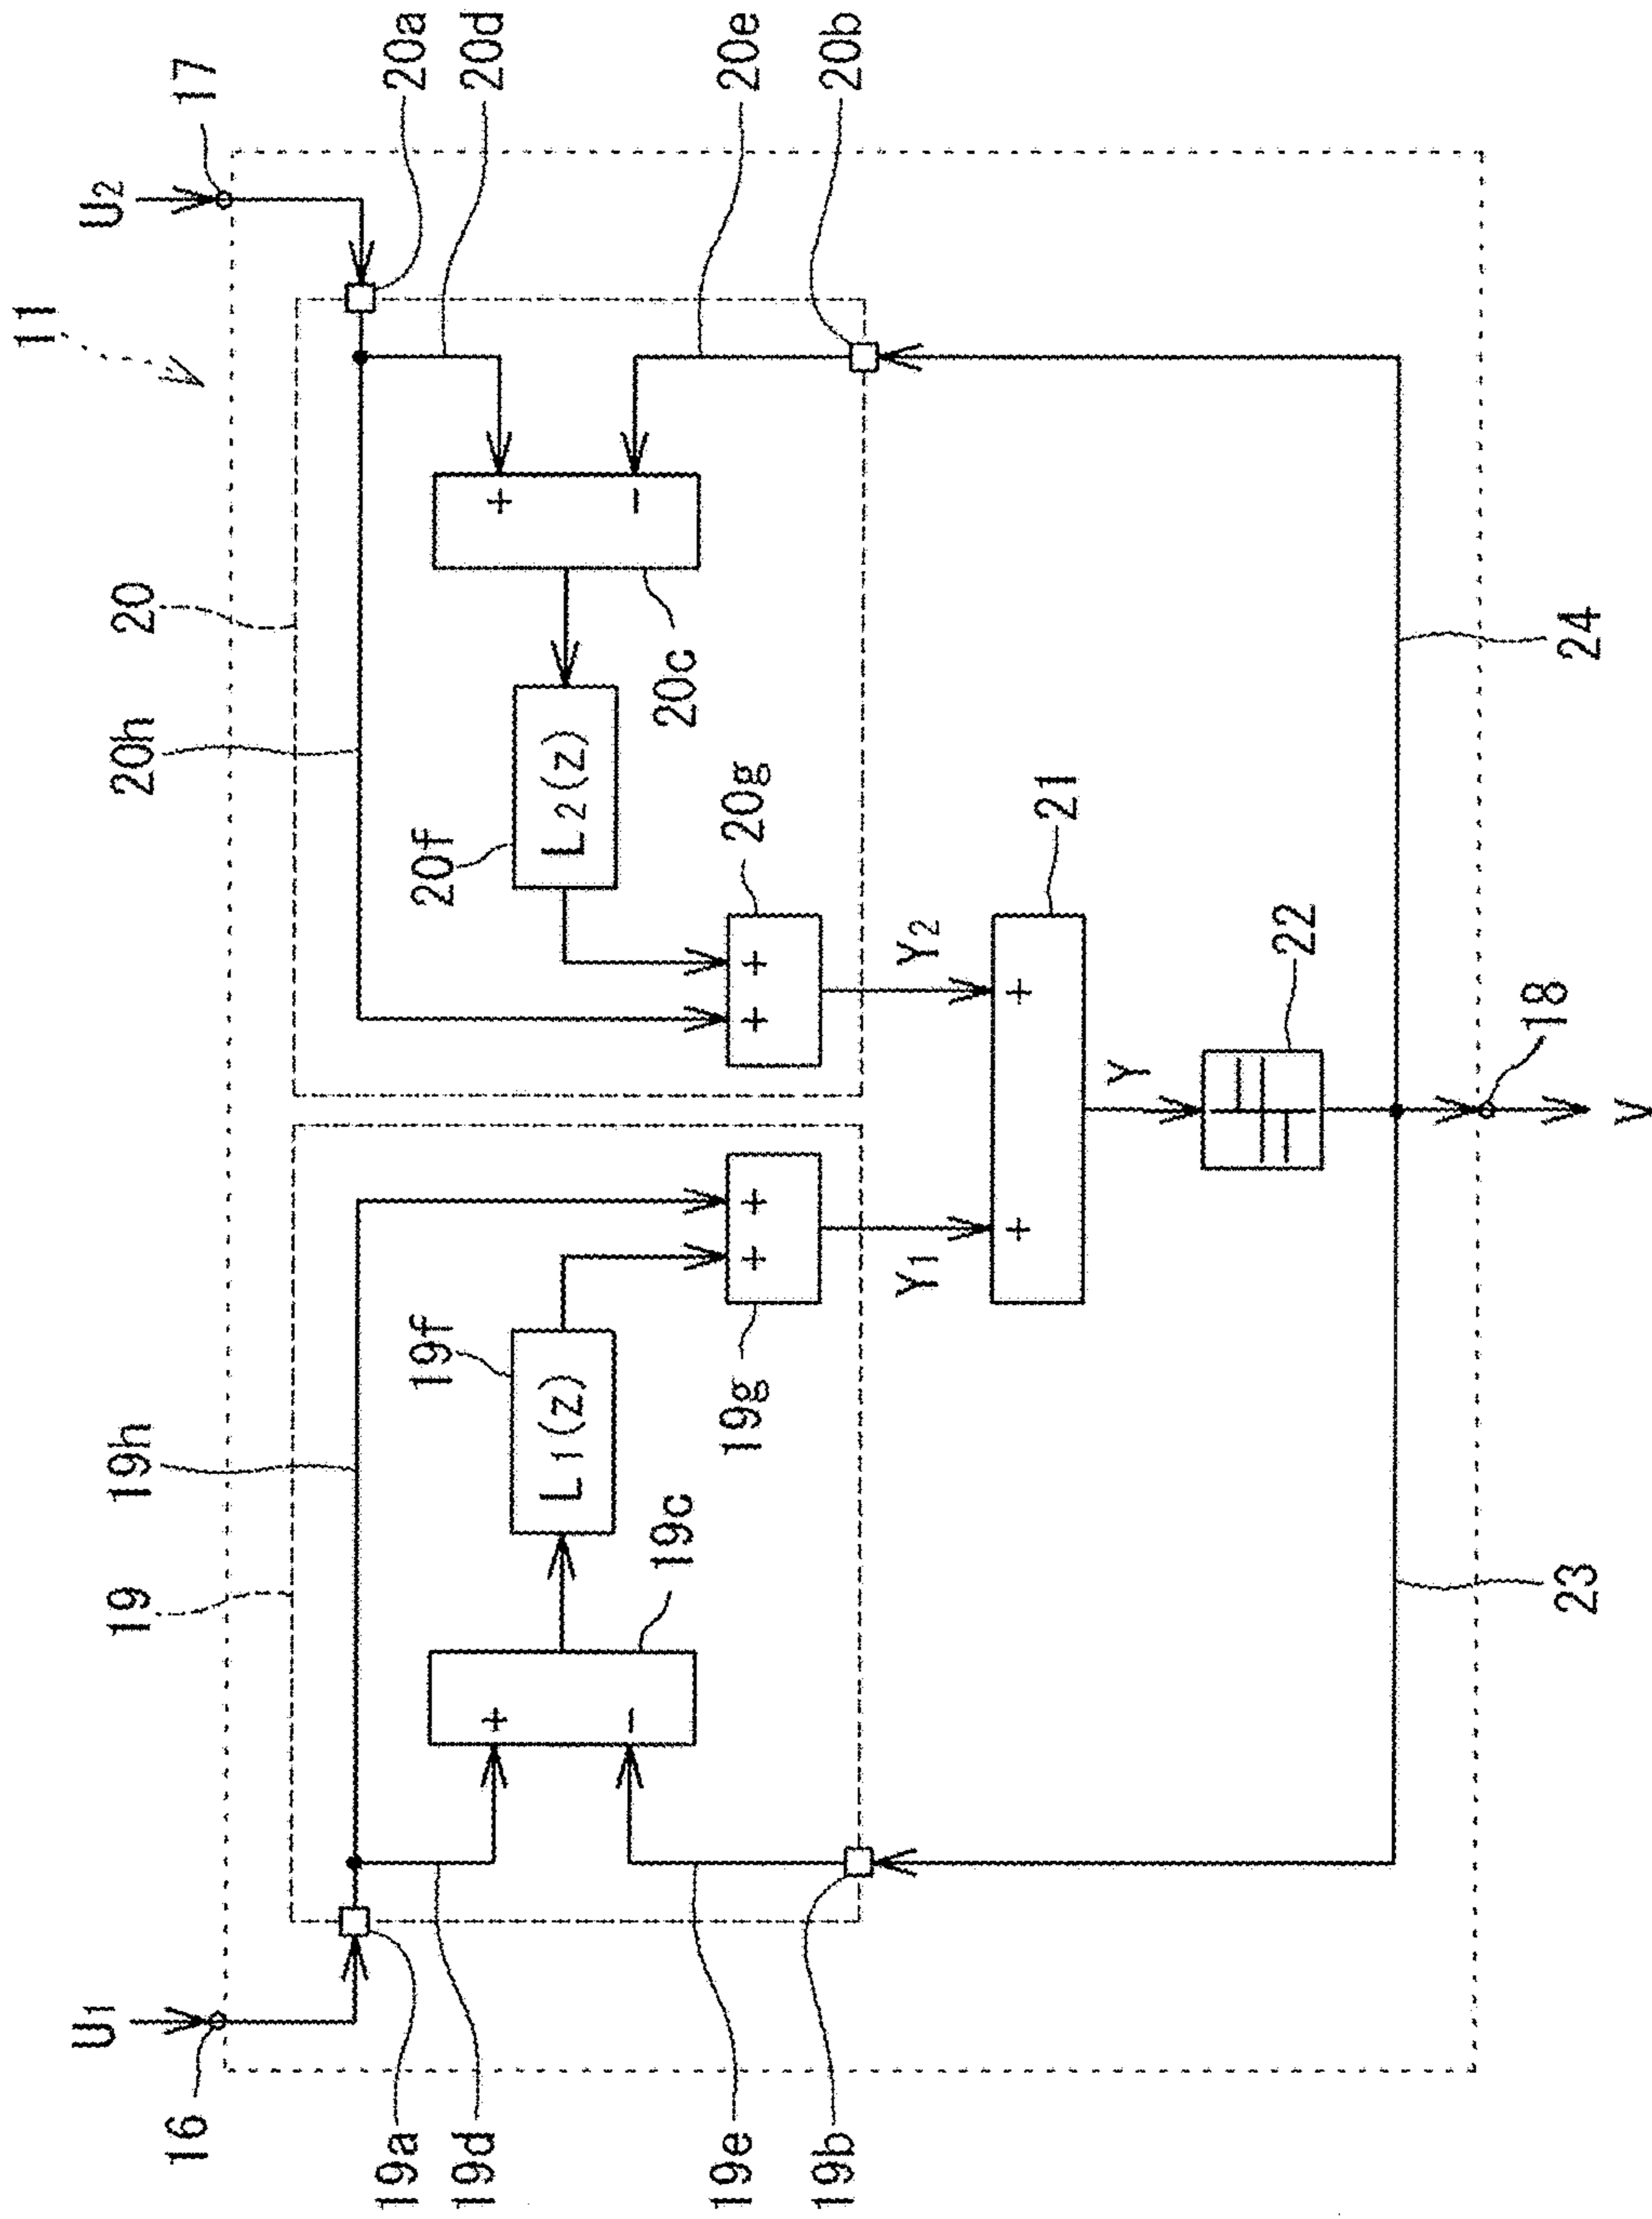 11
U1
16
19
19h
20h
20
U2
17
19a
19d
19e
19b
20a
20d
20e
20b
+
−
19c
L1(z)
19f
+
+
19g
+
−
20c
L2(z)
20f
+
+
20g
Y1
Y2
+
+
21
Y
22
23
24
18
V